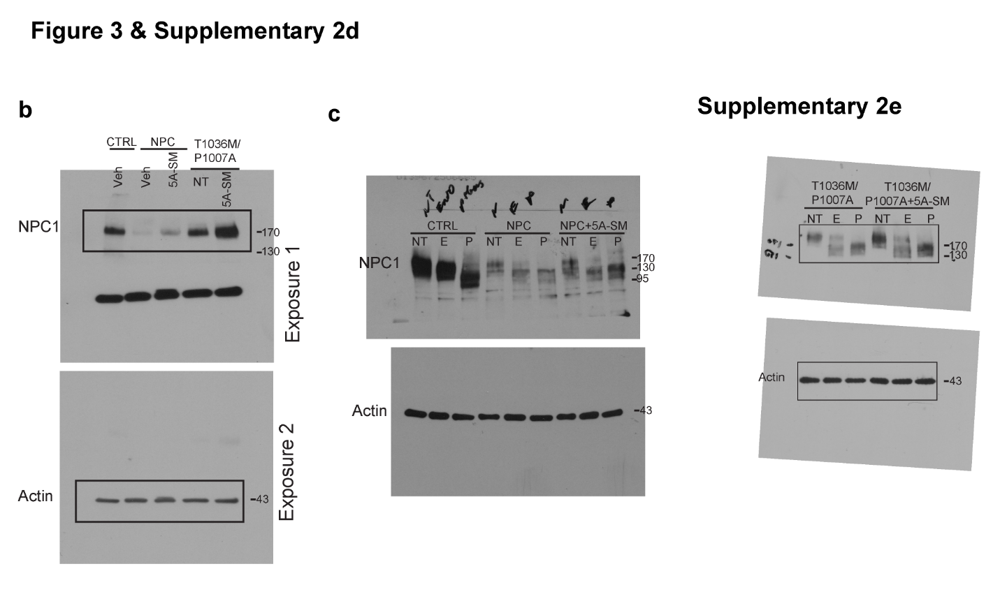 Figure 3 & Supplementary 2d
b
CTRL NPC T1036M/
P1007A
Veh Veh 5A-SM NT 5A-SM
NPC1
-170
-130
Exposure 1
Actin
-43
Exposure 2
c
CTRL NPC NPC+5A-SM
NT E P NT E P NT E P
NPC1
-170
-130
-95
Actin
-43
Supplementary 2e
T1036M/
P1007A
T1036M/
P1007A+5A-SM
NT E P NT E P
-170
-130
Actin
-43